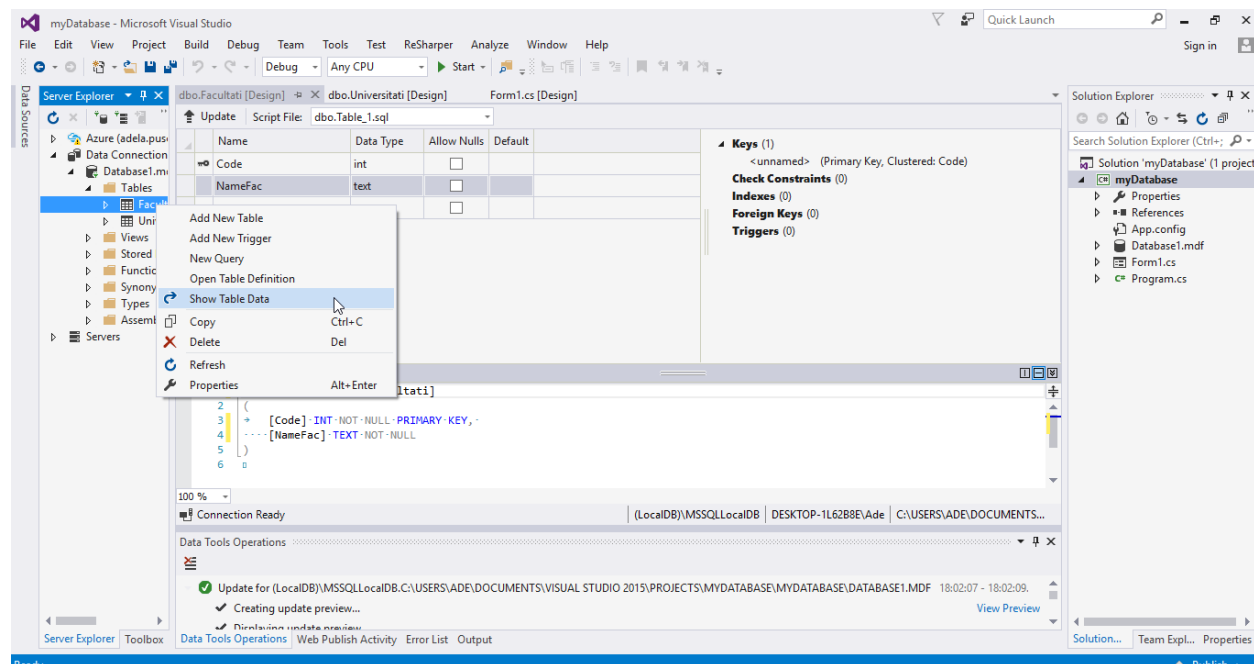 myDatabase - Microsoft Visual Studio
Quick Launch
File Edit View Project Build Debug Team Tools Test ReSharper Analyze Window Help
Sign in
Debug Any CPU Start
Data Sources
Server Explorer
Azure (adela.puse
Data Connection
Database1.m
Tables
Facult
Uni
Views
Stored
Functic
Synony
Types
Assemb
Servers
Add New Table
Add New Trigger
New Query
Open Table Definition
Show Table Data
Copy Ctrl+C
Delete Del
Refresh
Properties Alt+Enter
dbo.Facultati [Design] dbo.Universitati [Design] Form1.cs [Design]
Update Script File: dbo.Table_1.sql
Name Data Type Allow Nulls Default
Code int
NameFac text
Keys (1)
<unnamed> (Primary Key, Clustered: Code)
Check Constraints (0)
Indexes (0)
Foreign Keys (0)
Triggers (0)
ltati]
2 (
3 [Code] INT NOT NULL PRIMARY KEY,
4 [NameFac] TEXT NOT NULL
5 )
6
100 %
Connection Ready (LocalDB)\MSSQLLocalDB DESKTOP-1L62B8E\Ade C:\USERS\ADE\DOCUMENTS...
Data Tools Operations
Update for (LocalDB)\MSSQLLocalDB.C:\USERS\ADE\DOCUMENTS\VISUAL STUDIO 2015\PROJECTS\MYDATABASE\MYDATABASE\DATABASE1.MDF 18:02:07 - 18:02:09.
Creating update preview... View Preview
Displaying update preview
Server Explorer Toolbox
Data Tools Operations Web Publish Activity Error List Output
Solution Explorer
Search Solution Explorer (Ctrl+;
Solution 'myDatabase' (1 project
myDatabase
Properties
References
App.config
Database1.mdf
Form1.cs
Program.cs
Solution... Team Expl... Properties
Ready
Publish